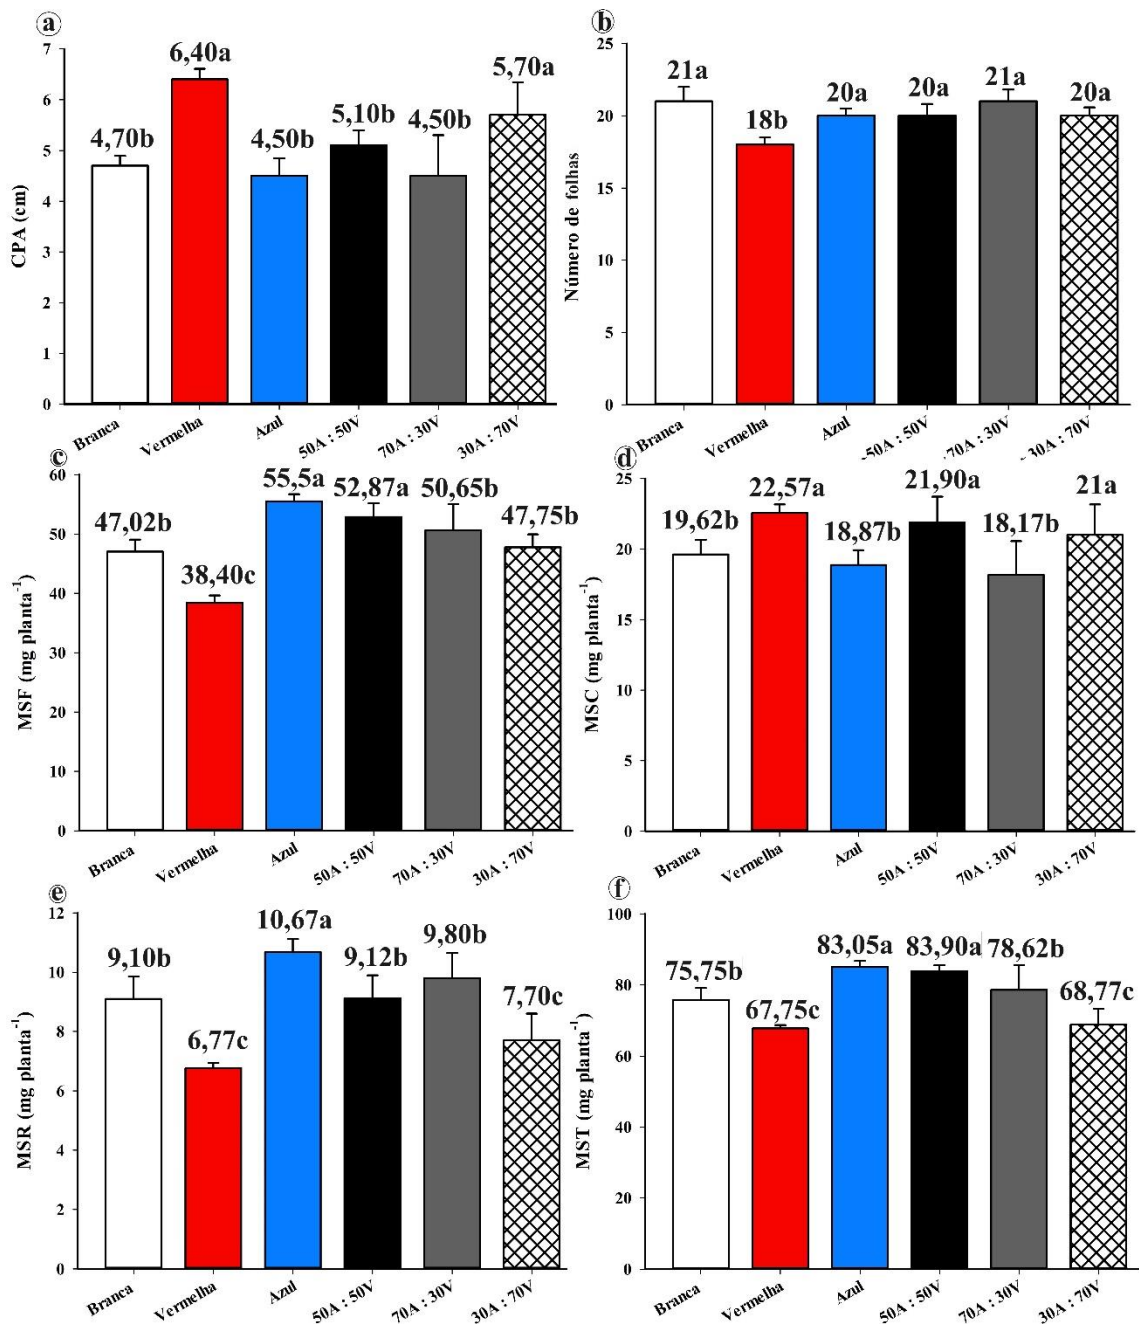 a
CPA (cm)
7
6
5
4
3
2
1
0
4,70b
6,40a
4,50b
5,10b
4,50b
5,70a
Branca
Vermelha
Azul
50A : 50V
70A : 30V
30A : 70V
b
Número de folhas
25
20
15
10
5
0
21a
18b
20a
20a
21a
20a
Branca
Vermelha
Azul
50A : 50V
70A : 30V
30A : 70V
c
MSF (mg planta⁻¹)
60
50
40
30
20
10
0
47,02b
38,40c
55,5a
52,87a
50,65b
47,75b
Branca
Vermelha
Azul
50A : 50V
70A : 30V
30A : 70V
d
MSC (mg planta⁻¹)
25
20
15
10
5
0
19,62b
22,57a
18,87b
21,90a
18,17b
21a
Branca
Vermelha
Azul
50A : 50V
70A : 30V
30A : 70V
e
MSR (mg planta⁻¹)
12
10
8
6
4
2
0
9,10b
6,77c
10,67a
9,12b
9,80b
7,70c
Branca
Vermelha
Azul
50A : 50V
70A : 30V
30A : 70V
f
MST (mg planta⁻¹)
100
80
60
40
20
0
75,75b
67,75c
83,05a
83,90a
78,62b
68,77c
Branca
Vermelha
Azul
50A : 50V
70A : 30V
30A : 70V